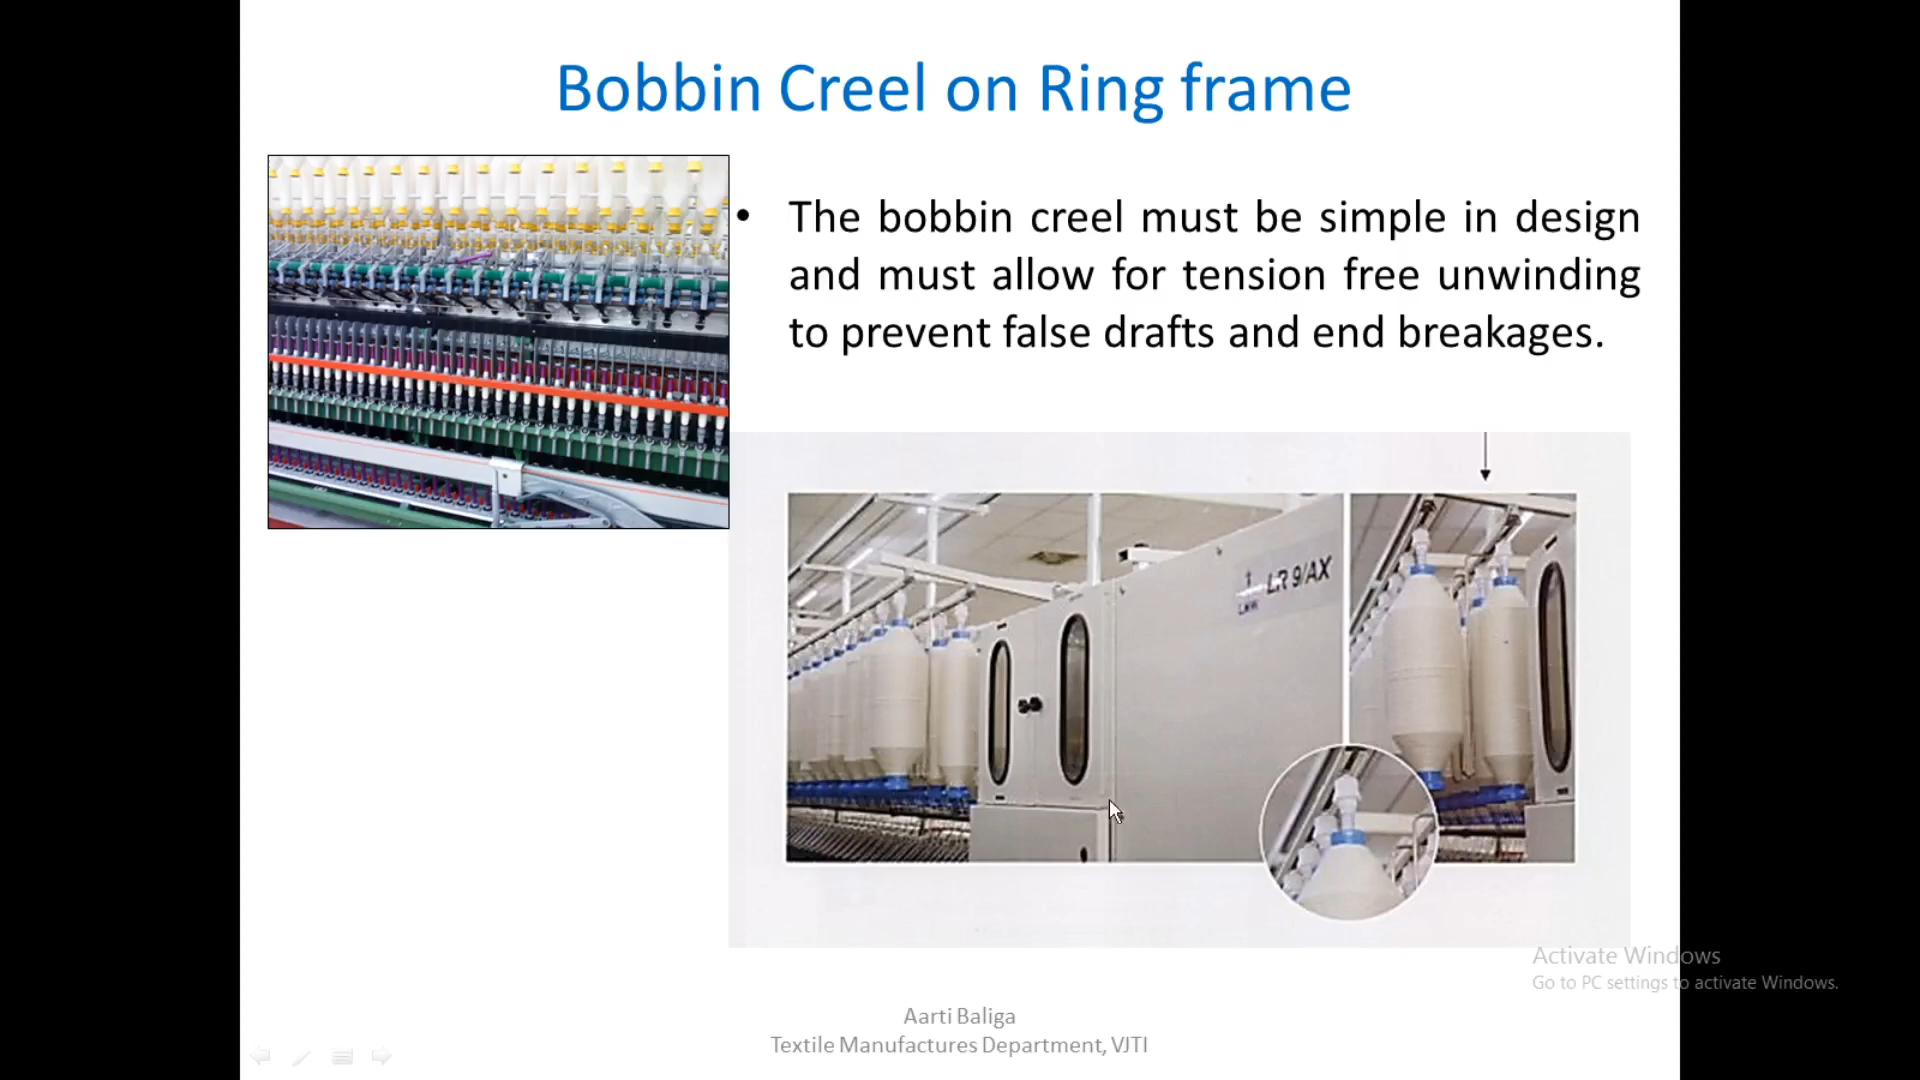 Bobbin Creel on Ring frame
• The bobbin creel must be simple in design
and must allow for tension free unwinding
to prevent false drafts and end breakages.
LR 9/AX
LMW
Activate Windows
Go to PC settings to activate Windows.
Aarti Baliga
Textile Manufactures Department, VJTI